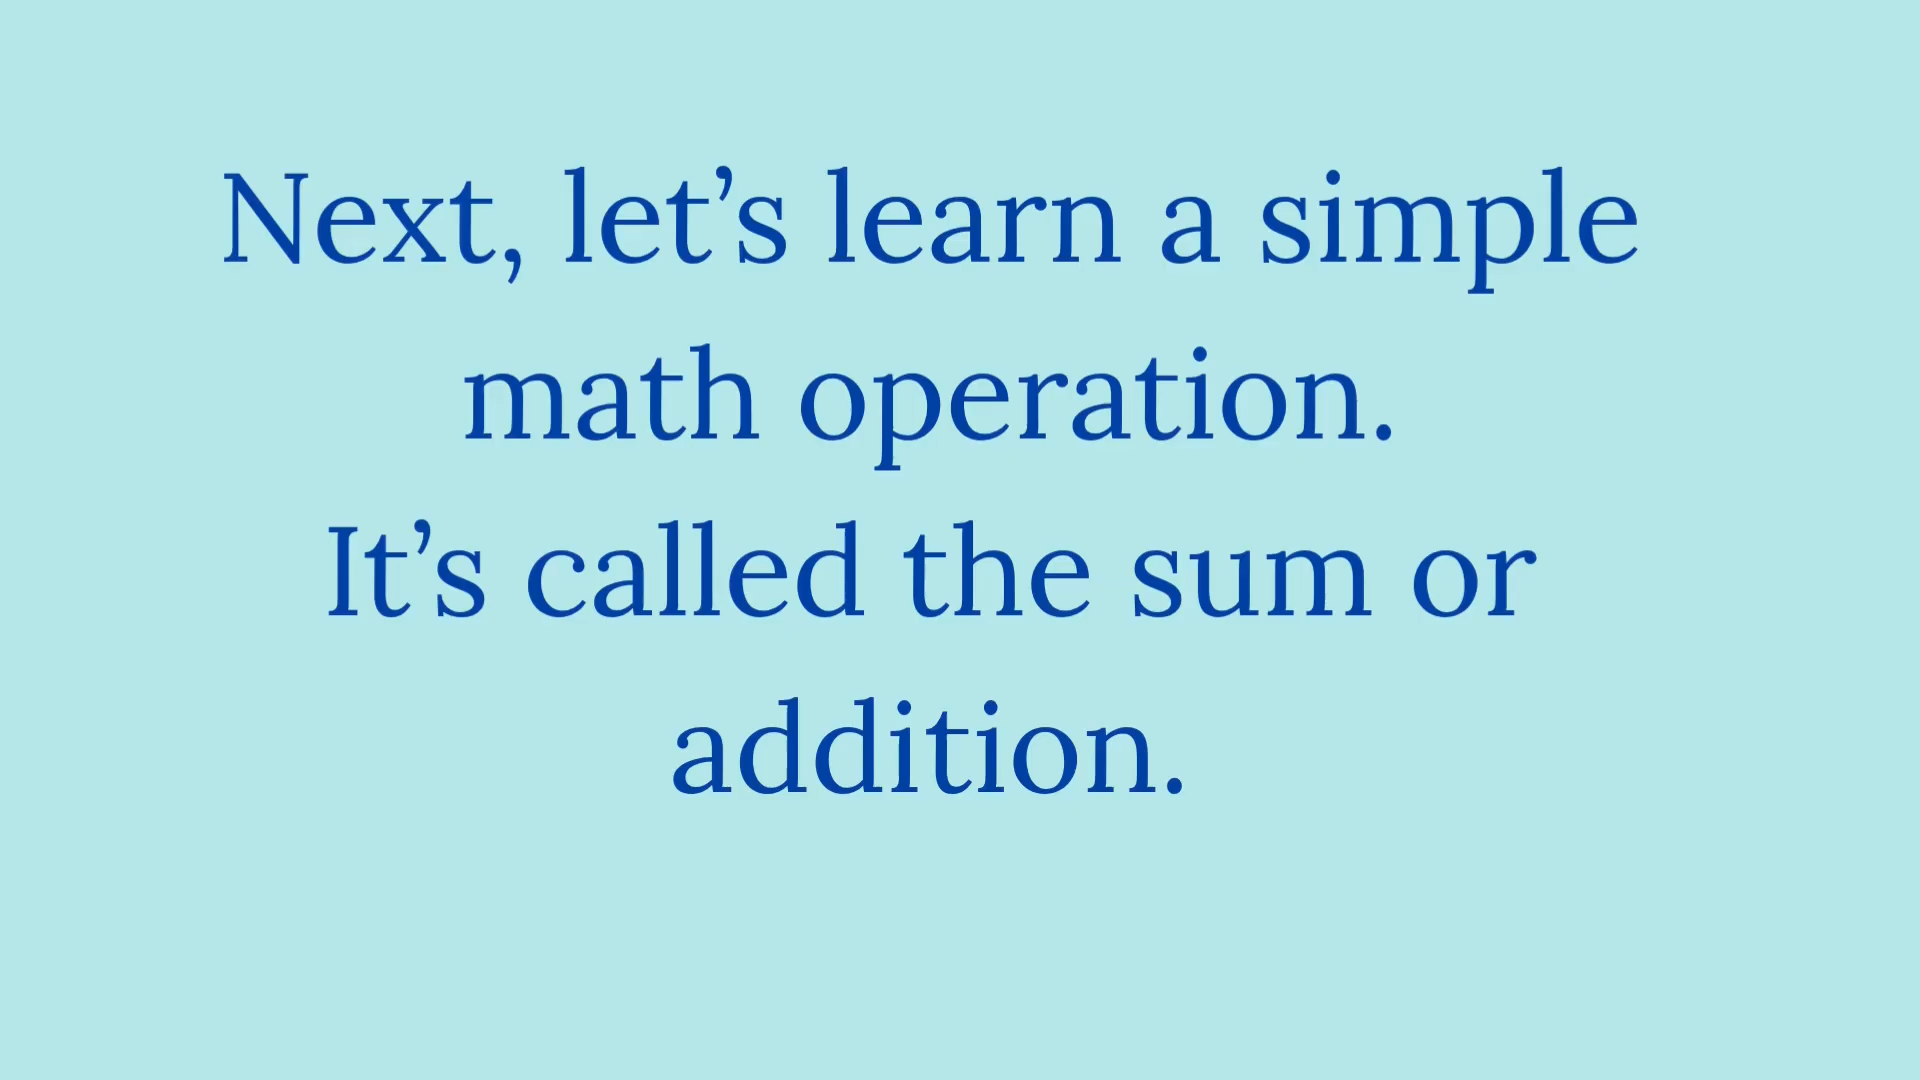 Next, let’s learn a simple
math operation.
It’s called the sum or
addition.